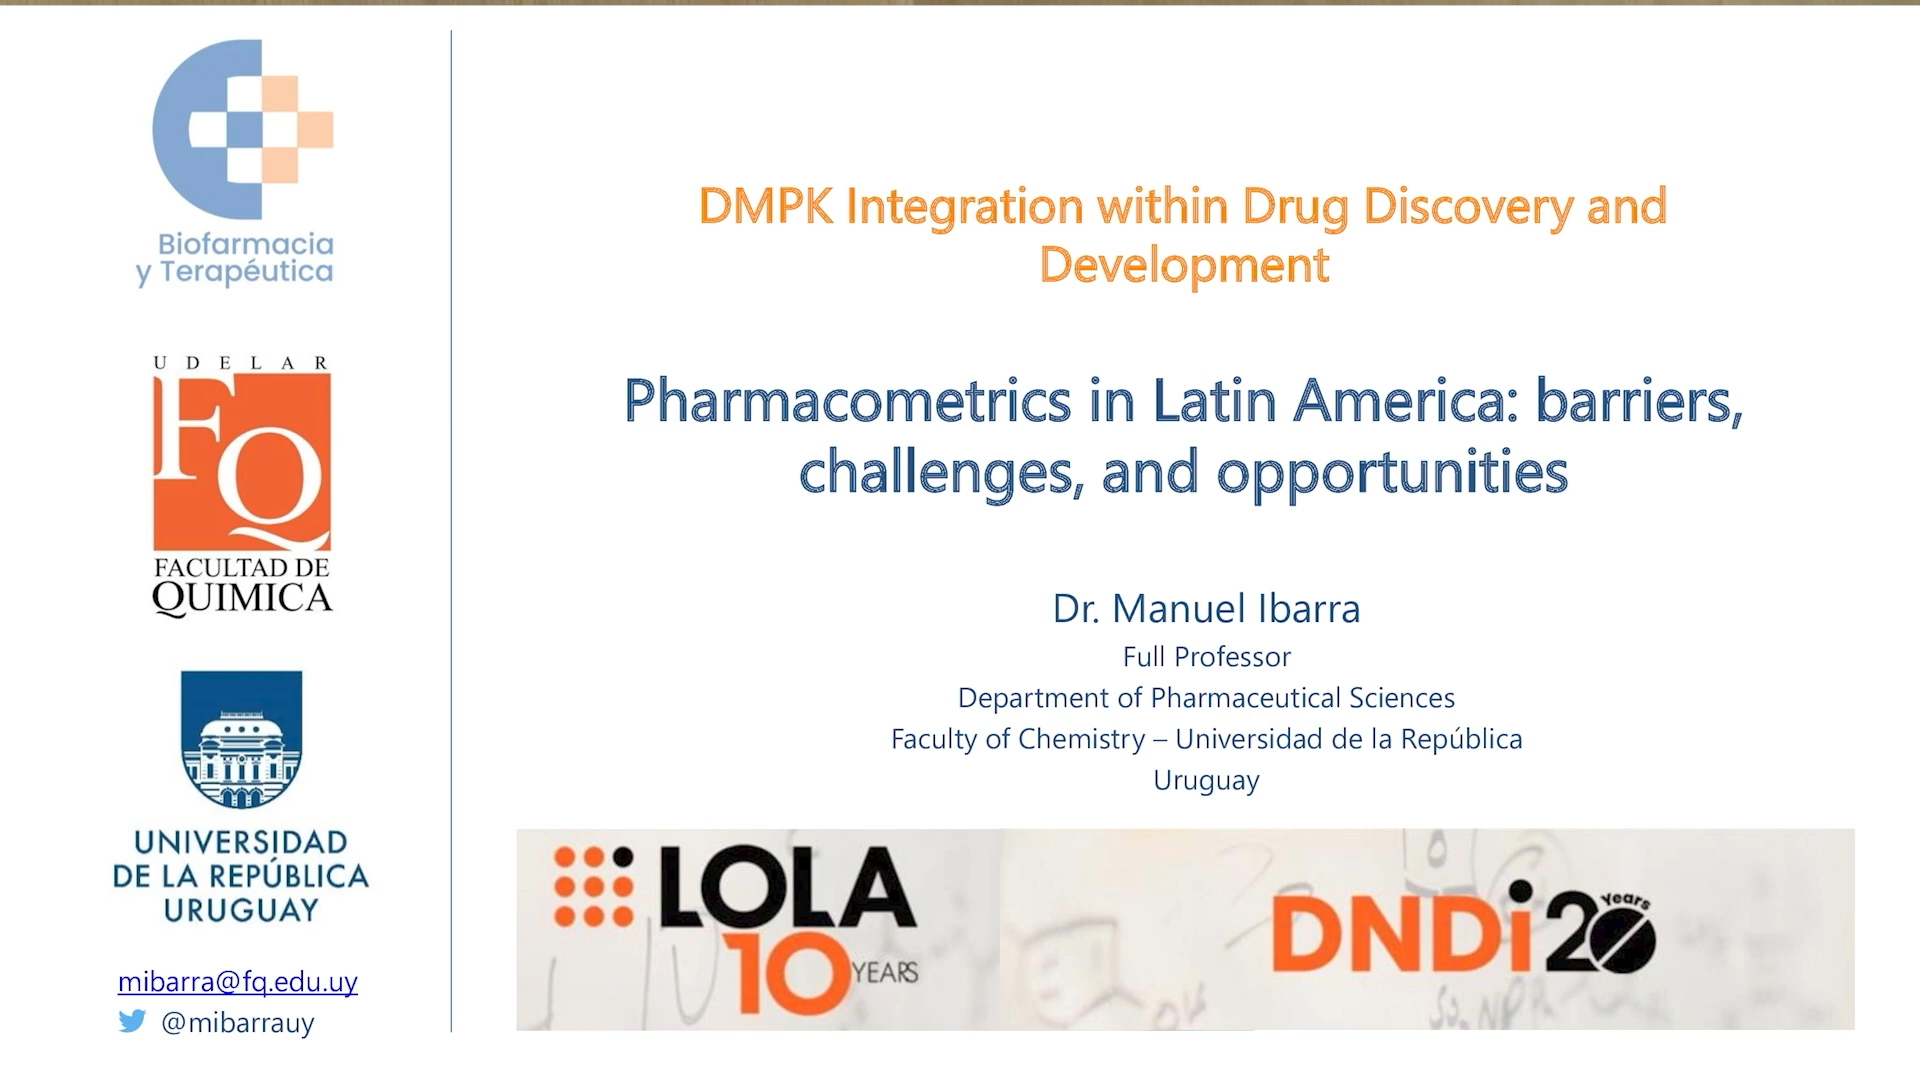 Biofarmacia
y Terapéutica
UDELAR
FQ
FACULTAD DE
QUIMICA
UNIVERSIDAD
DE LA REPÚBLICA
URUGUAY
mibarra@fq.edu.uy
@mibarrauy
DMPK Integration within Drug Discovery and
Development
Pharmacometrics in Latin America: barriers,
challenges, and opportunities
Dr. Manuel Ibarra
Full Professor
Department of Pharmaceutical Sciences
Faculty of Chemistry – Universidad de la República
Uruguay
LOLA
10 YEARS
DNDi 20 Years